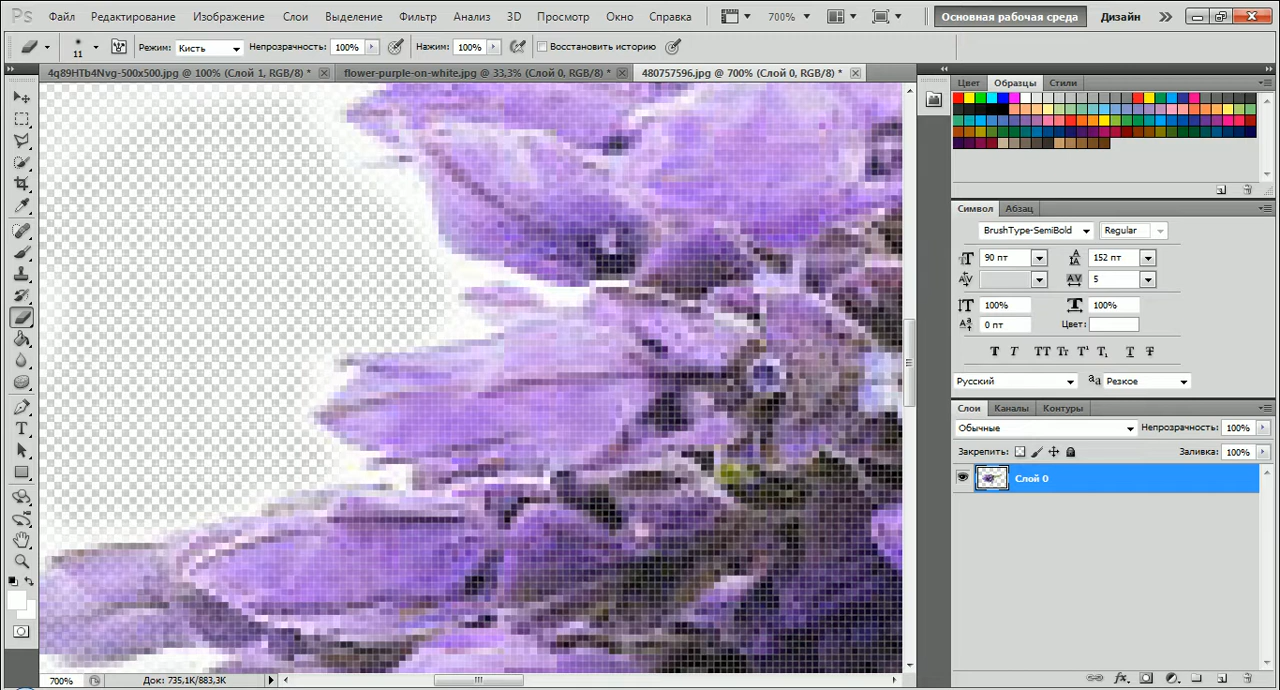 Ps Файл Редактирование Изображение Слои Выделение Фильтр Анализ 3D Просмотр Окно Справка 700% Основная рабочая среда Дизайн
11 Режим: Кисть Непрозрачность: 100% Нажим: 100% Восстановить историю
4q89HTb4Nvg-500x500.jpg @ 100% (Слой 1, RGB/8) * flower-purple-on-white.jpg @ 33,3% (Слой 0, RGB/8) * 480757596.jpg @ 700% (Слой 0, RGB/8) *
Цвет Образцы Стили
Символ Абзац
BrushType-SemiBold Regular
90 пт 152 пт
5
100% 100%
0 пт Цвет:
T T TT Tr T¹ T₁ T Ŧ
Русский aa Резкое
Слои Каналы Контуры
Обычные Непрозрачность: 100%
Закрепить: Заливка: 100%
Слой 0
700% Док: 735,1K/883,3K